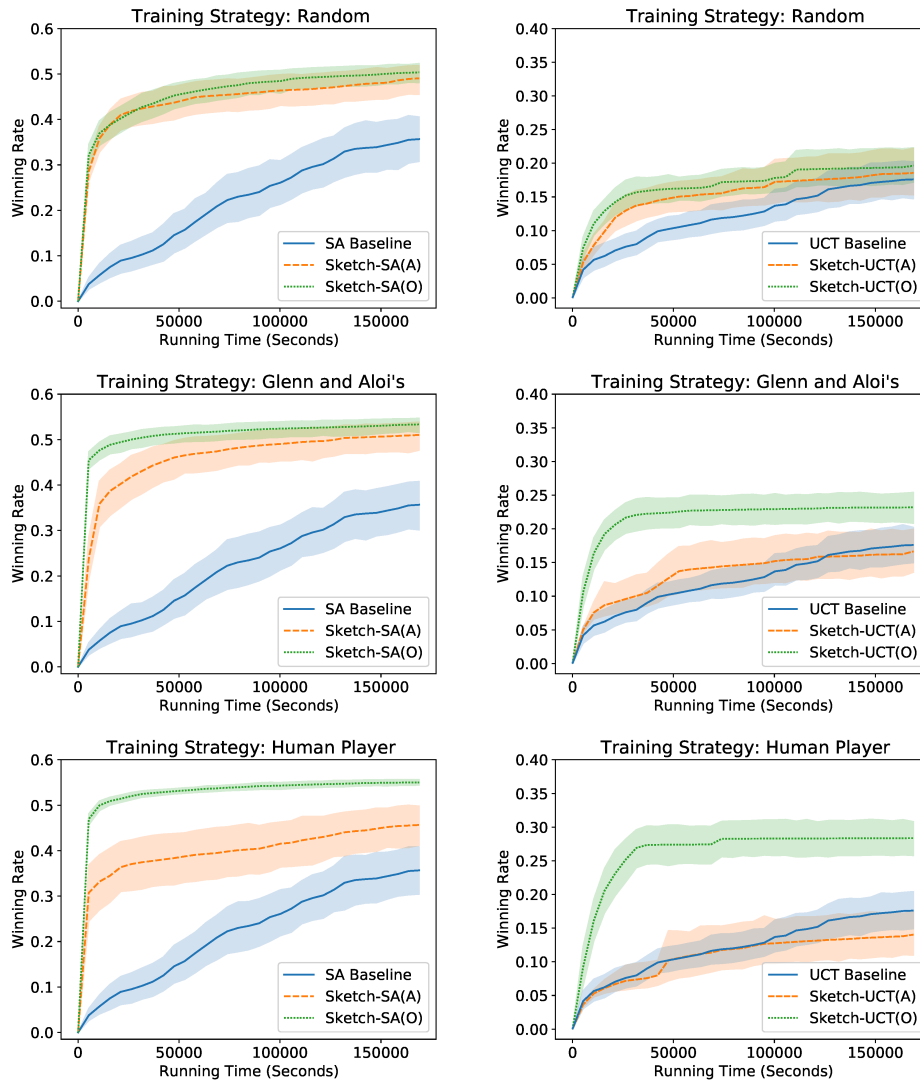 Training Strategy: Random
0.6
0.5
0.4
0.3
0.2
0.1
0.0
Winning Rate
SA Baseline
Sketch-SA(A)
Sketch-SA(O)
0 50000 100000 150000
Running Time (Seconds)
Training Strategy: Random
0.40
0.35
0.30
0.25
0.20
0.15
0.10
0.05
0.00
Winning Rate
UCT Baseline
Sketch-UCT(A)
Sketch-UCT(O)
0 50000 100000 150000
Running Time (Seconds)
Training Strategy: Glenn and Aloi's
0.6
0.5
0.4
0.3
0.2
0.1
0.0
Winning Rate
SA Baseline
Sketch-SA(A)
Sketch-SA(O)
0 50000 100000 150000
Running Time (Seconds)
Training Strategy: Glenn and Aloi's
0.40
0.35
0.30
0.25
0.20
0.15
0.10
0.05
0.00
Winning Rate
UCT Baseline
Sketch-UCT(A)
Sketch-UCT(O)
0 50000 100000 150000
Running Time (Seconds)
Training Strategy: Human Player
0.6
0.5
0.4
0.3
0.2
0.1
0.0
Winning Rate
SA Baseline
Sketch-SA(A)
Sketch-SA(O)
0 50000 100000 150000
Running Time (Seconds)
Training Strategy: Human Player
0.40
0.35
0.30
0.25
0.20
0.15
0.10
0.05
0.00
Winning Rate
UCT Baseline
Sketch-UCT(A)
Sketch-UCT(O)
0 50000 100000 150000
Running Time (Seconds)